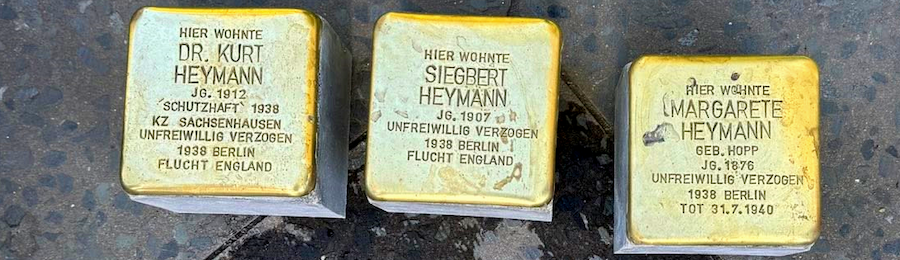 HIER WOHNTE
DR. KURT
HEYMANN
JG. 1912
'SCHUTZHAFT' 1938
KZ SACHSENHAUSEN
UNFREIWILLIG VERZOGEN
1938 BERLIN
FLUCHT ENGLAND
HIER WOHNTE
SIEGBERT
HEYMANN
JG. 1907
UNFREIWILLIG VERZOGEN
1938 BERLIN
FLUCHT ENGLAND
HIER WOHNTE
MARGARETE
HEYMANN
GEB. HOPP
JG. 1876
UNFREIWILLIG VERZOGEN
1938 BERLIN
TOT 31.7.1940